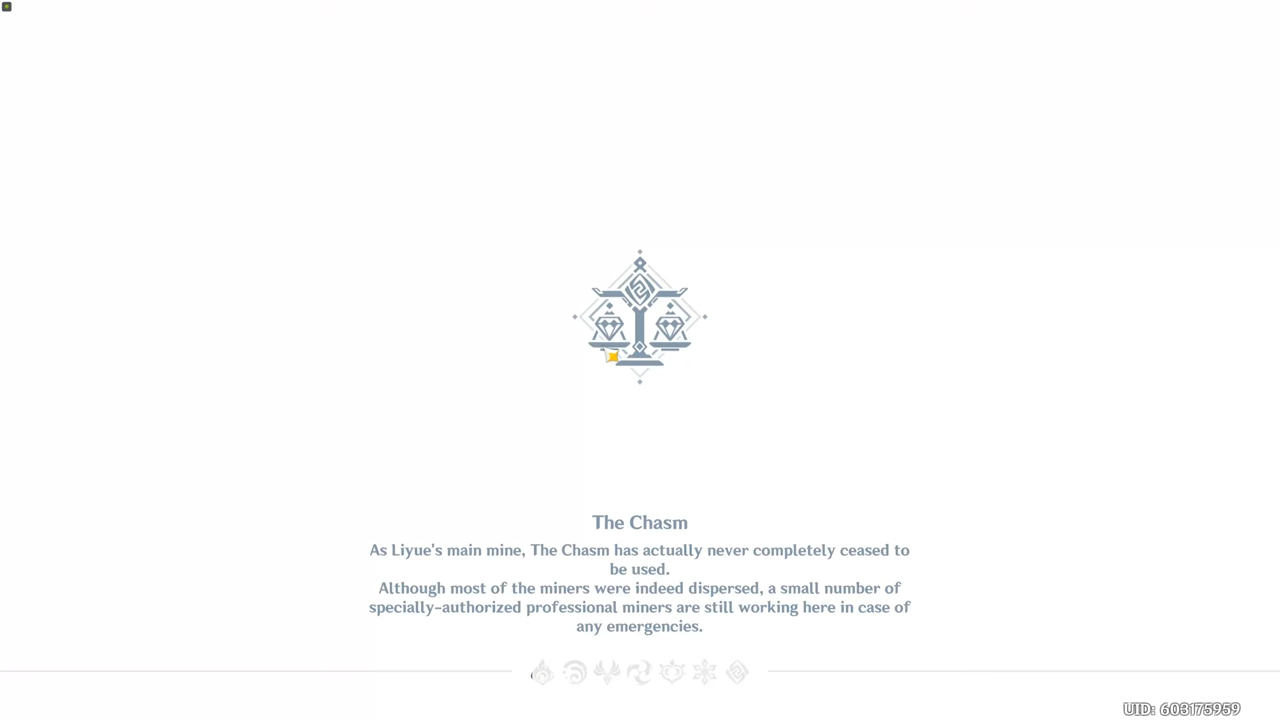 The Chasm
As Liyue's main mine, The Chasm has actually never completely ceased to
be used.
Although most of the miners were indeed dispersed, a small number of
specially-authorized professional miners are still working here in case of
any emergencies.
UID: 603175959